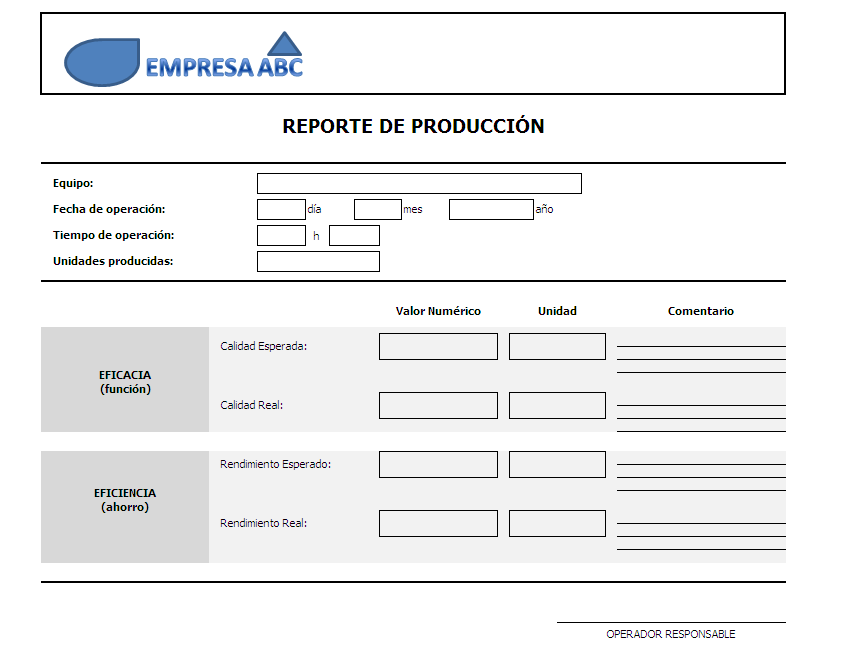 EMPRESA ABC
REPORTE DE PRODUCCIÓN
Equipo:
Fecha de operación: día mes año
Tiempo de operación: h
Unidades producidas:
Valor Numérico Unidad Comentario
EFICACIA
(función)
Calidad Esperada:
Calidad Real:
EFICIENCIA
(ahorro)
Rendimiento Esperado:
Rendimiento Real:
OPERADOR RESPONSABLE